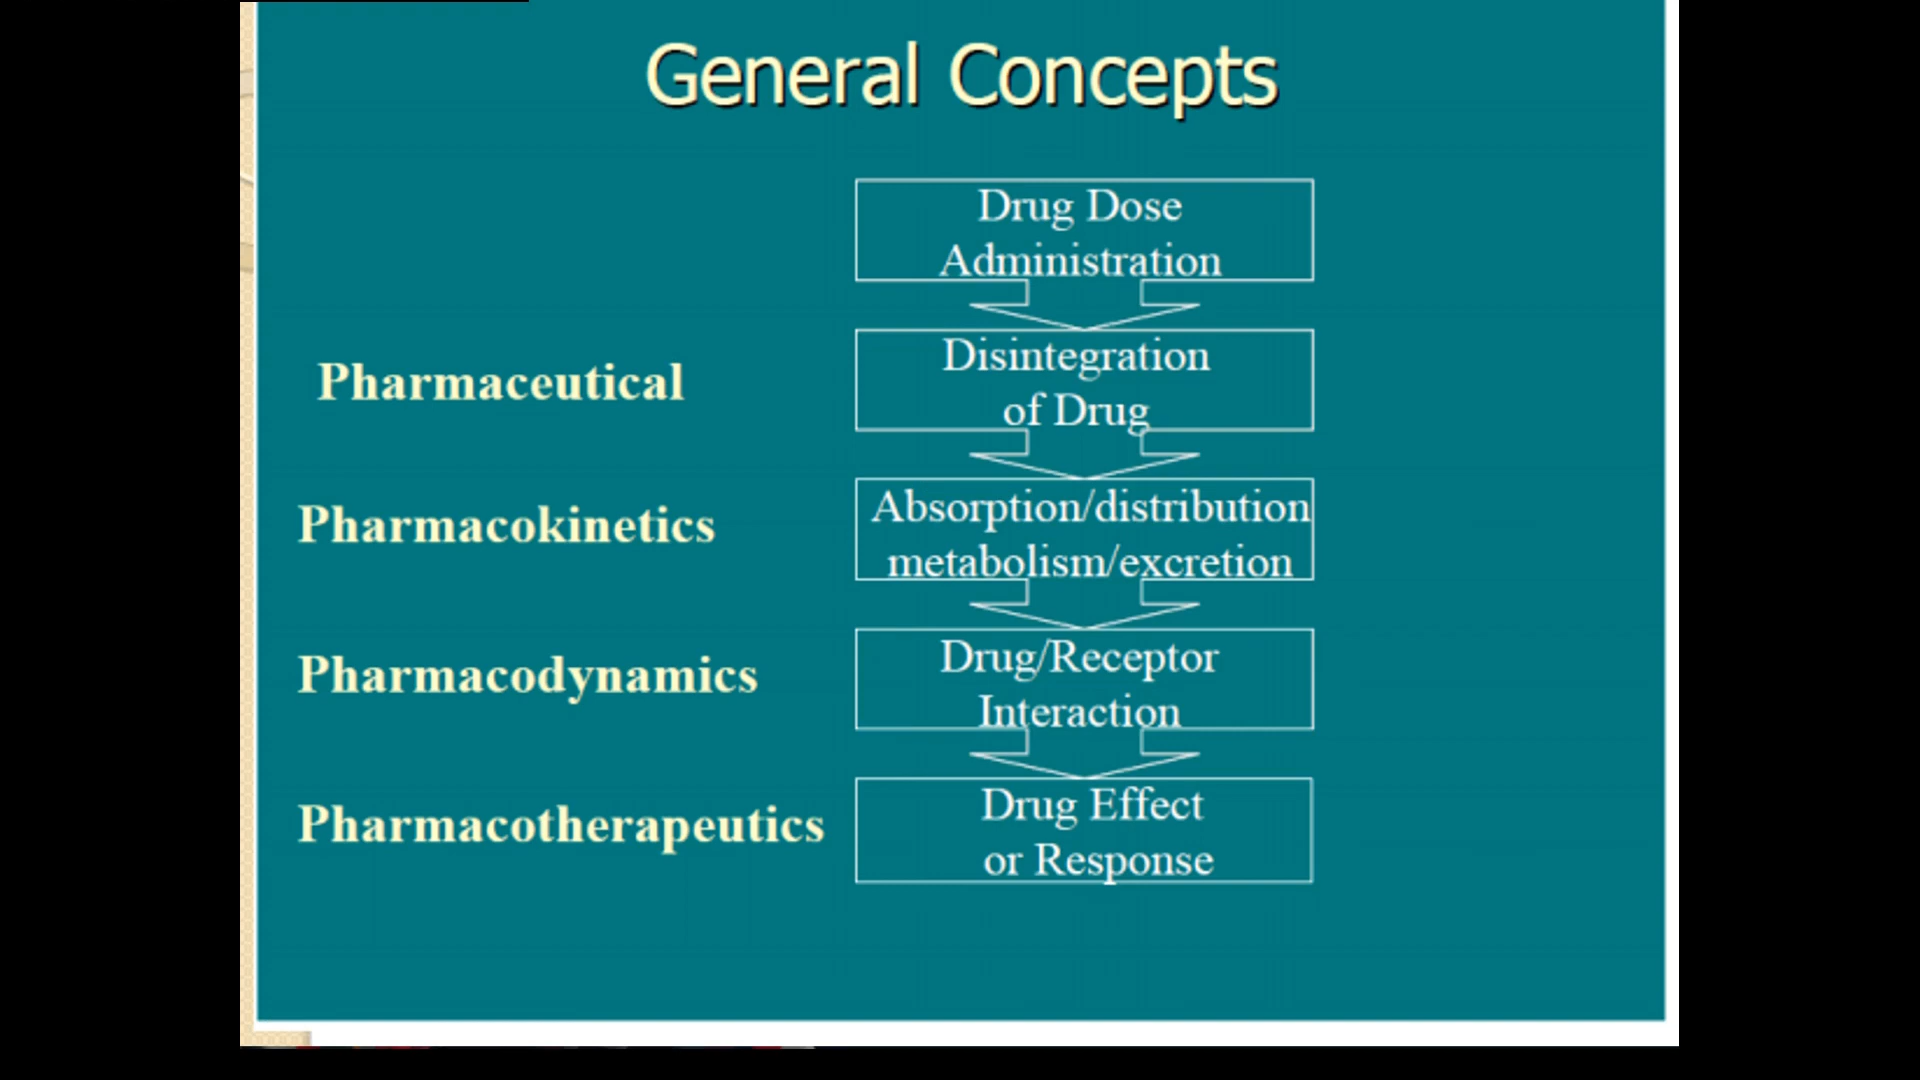 General Concepts
Drug Dose
Administration
Pharmaceutical
Disintegration
of Drug
Pharmacokinetics
Absorption/distribution
metabolism/excretion
Pharmacodynamics
Drug/Receptor
Interaction
Pharmacotherapeutics
Drug Effect
or Response